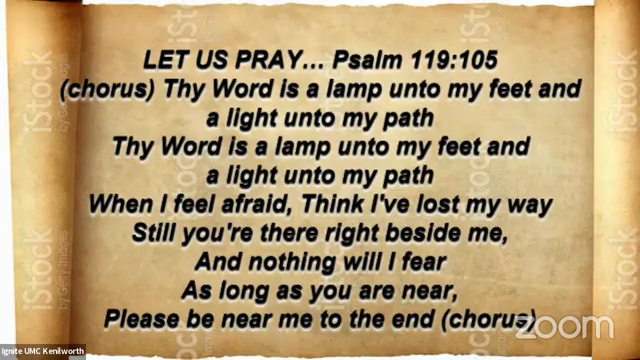 LET US PRAY... Psalm 119:105
(chorus) Thy Word is a lamp unto my feet and
a light unto my path
Thy Word is a lamp unto my feet and
a light unto my path
When I feel afraid, Think I've lost my way
Still you're there right beside me,
And nothing will I fear
As long as you are near,
Please be near me to the end (chorus)
zoom
Ignite UMC Kenilworth
iStock
iStock
iStock